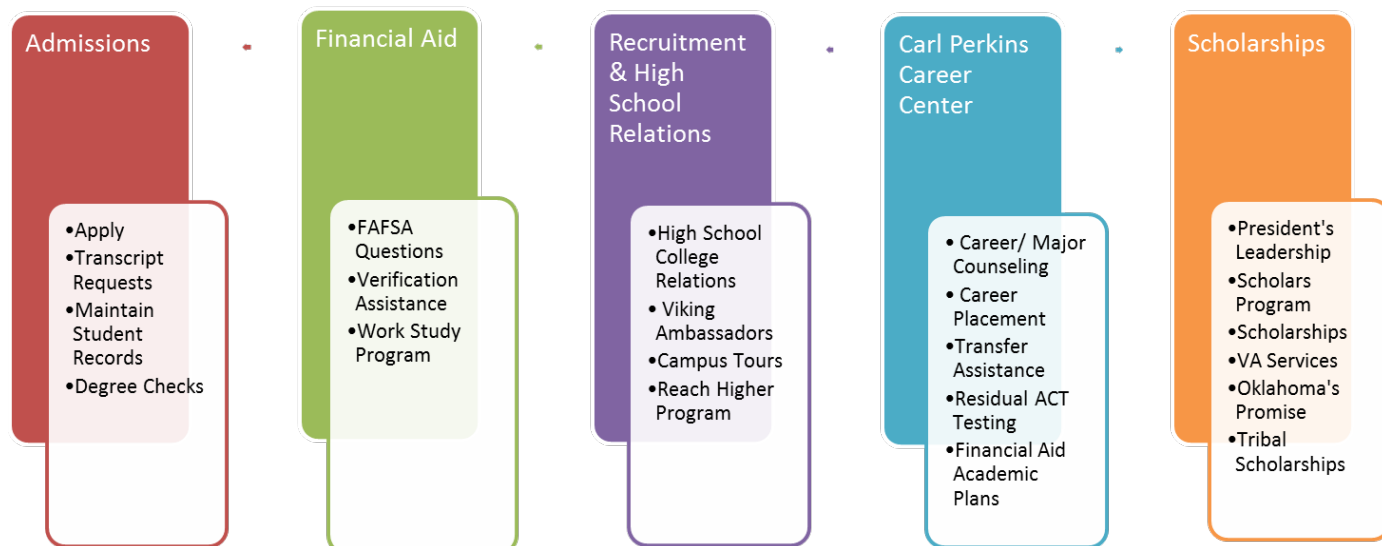 Admissions
•Apply
•Transcript
Requests
•Maintain
Student
Records
•Degree Checks
Financial Aid
•FAFSA
Questions
•Verification
Assistance
•Work Study
Program
Recruitment
& High
School
Relations
•High School
College
Relations
• Viking
Ambassadors
•Campus Tours
•Reach Higher
Program
Carl Perkins
Career
Center
• Career/ Major
Counseling
• Career
Placement
•Transfer
Assistance
•Residual ACT
Testing
•Financial Aid
Academic
Plans
Scholarships
•President's
Leadership
•Scholars
Program
•Scholarships
•VA Services
•Oklahoma's
Promise
•Tribal
Scholarships